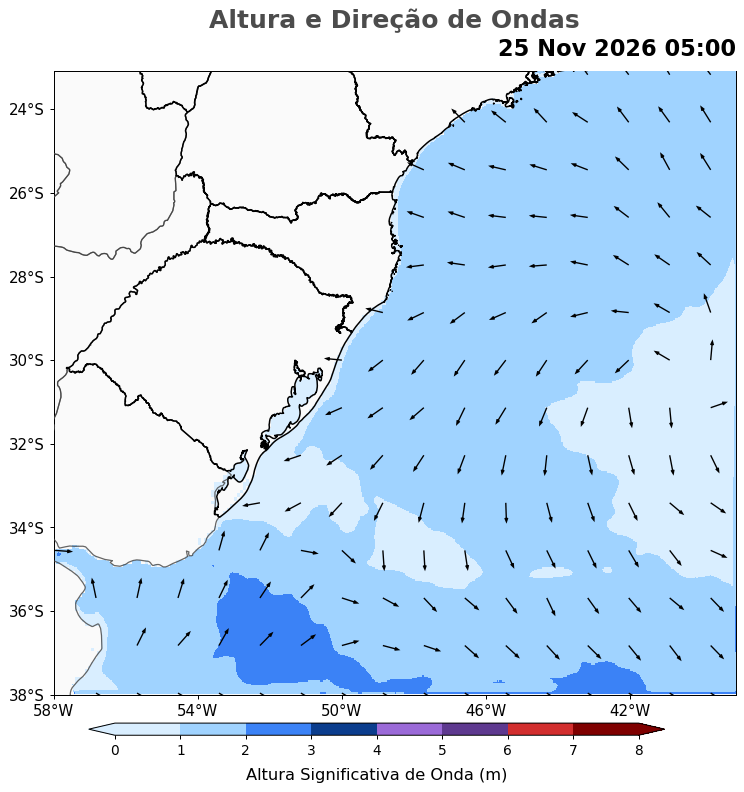 Altura e Direção de Ondas
25 Nov 2026 05:00
24°S
26°S
28°S
30°S
32°S
34°S
36°S
38°S
58°W 54°W 50°W 46°W 42°W
0 1 2 3 4 5 6 7 8
Altura Significativa de Onda (m)